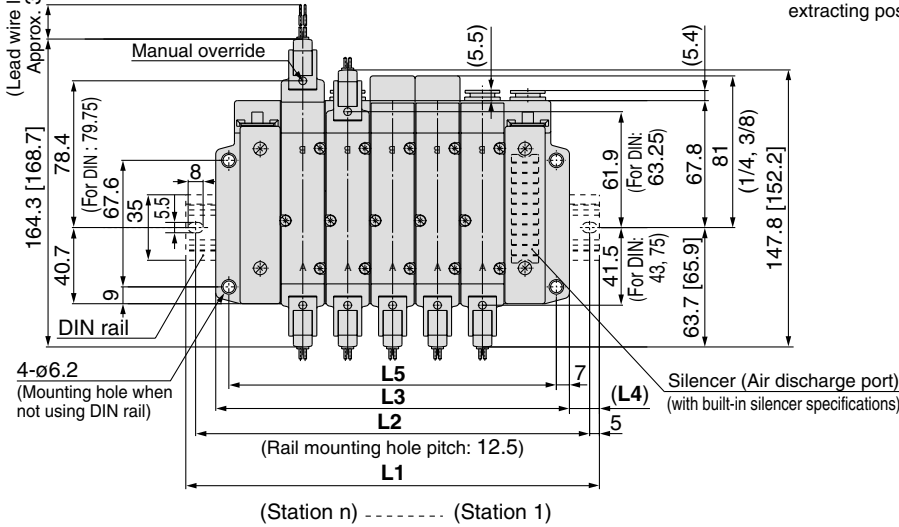 (Lead wire
Approx.
extracting
Manual override
(5.5)
(5.4)
164.3 [168.7]
78.4
(For DIN : 79.75)
67.6
8
35
5.5
40.7
9
61.9
(For DIN:
63.25)
67.8
81
(1/4, 3/8)
147.8 [152.2]
41.5
(For DIN:
43, 75)
63.7 [65.9]
B
B
B
B
B
A
A
A
A
A
DIN rail
4-ø6.2
(Mounting hole when
not using DIN rail)
L5
7
L3
(L4)
L2
5
(Rail mounting hole pitch: 12.5)
L1
Silencer (Air discharge port)
(with built-in silencer specifications)
(Station n) ------- (Station 1)